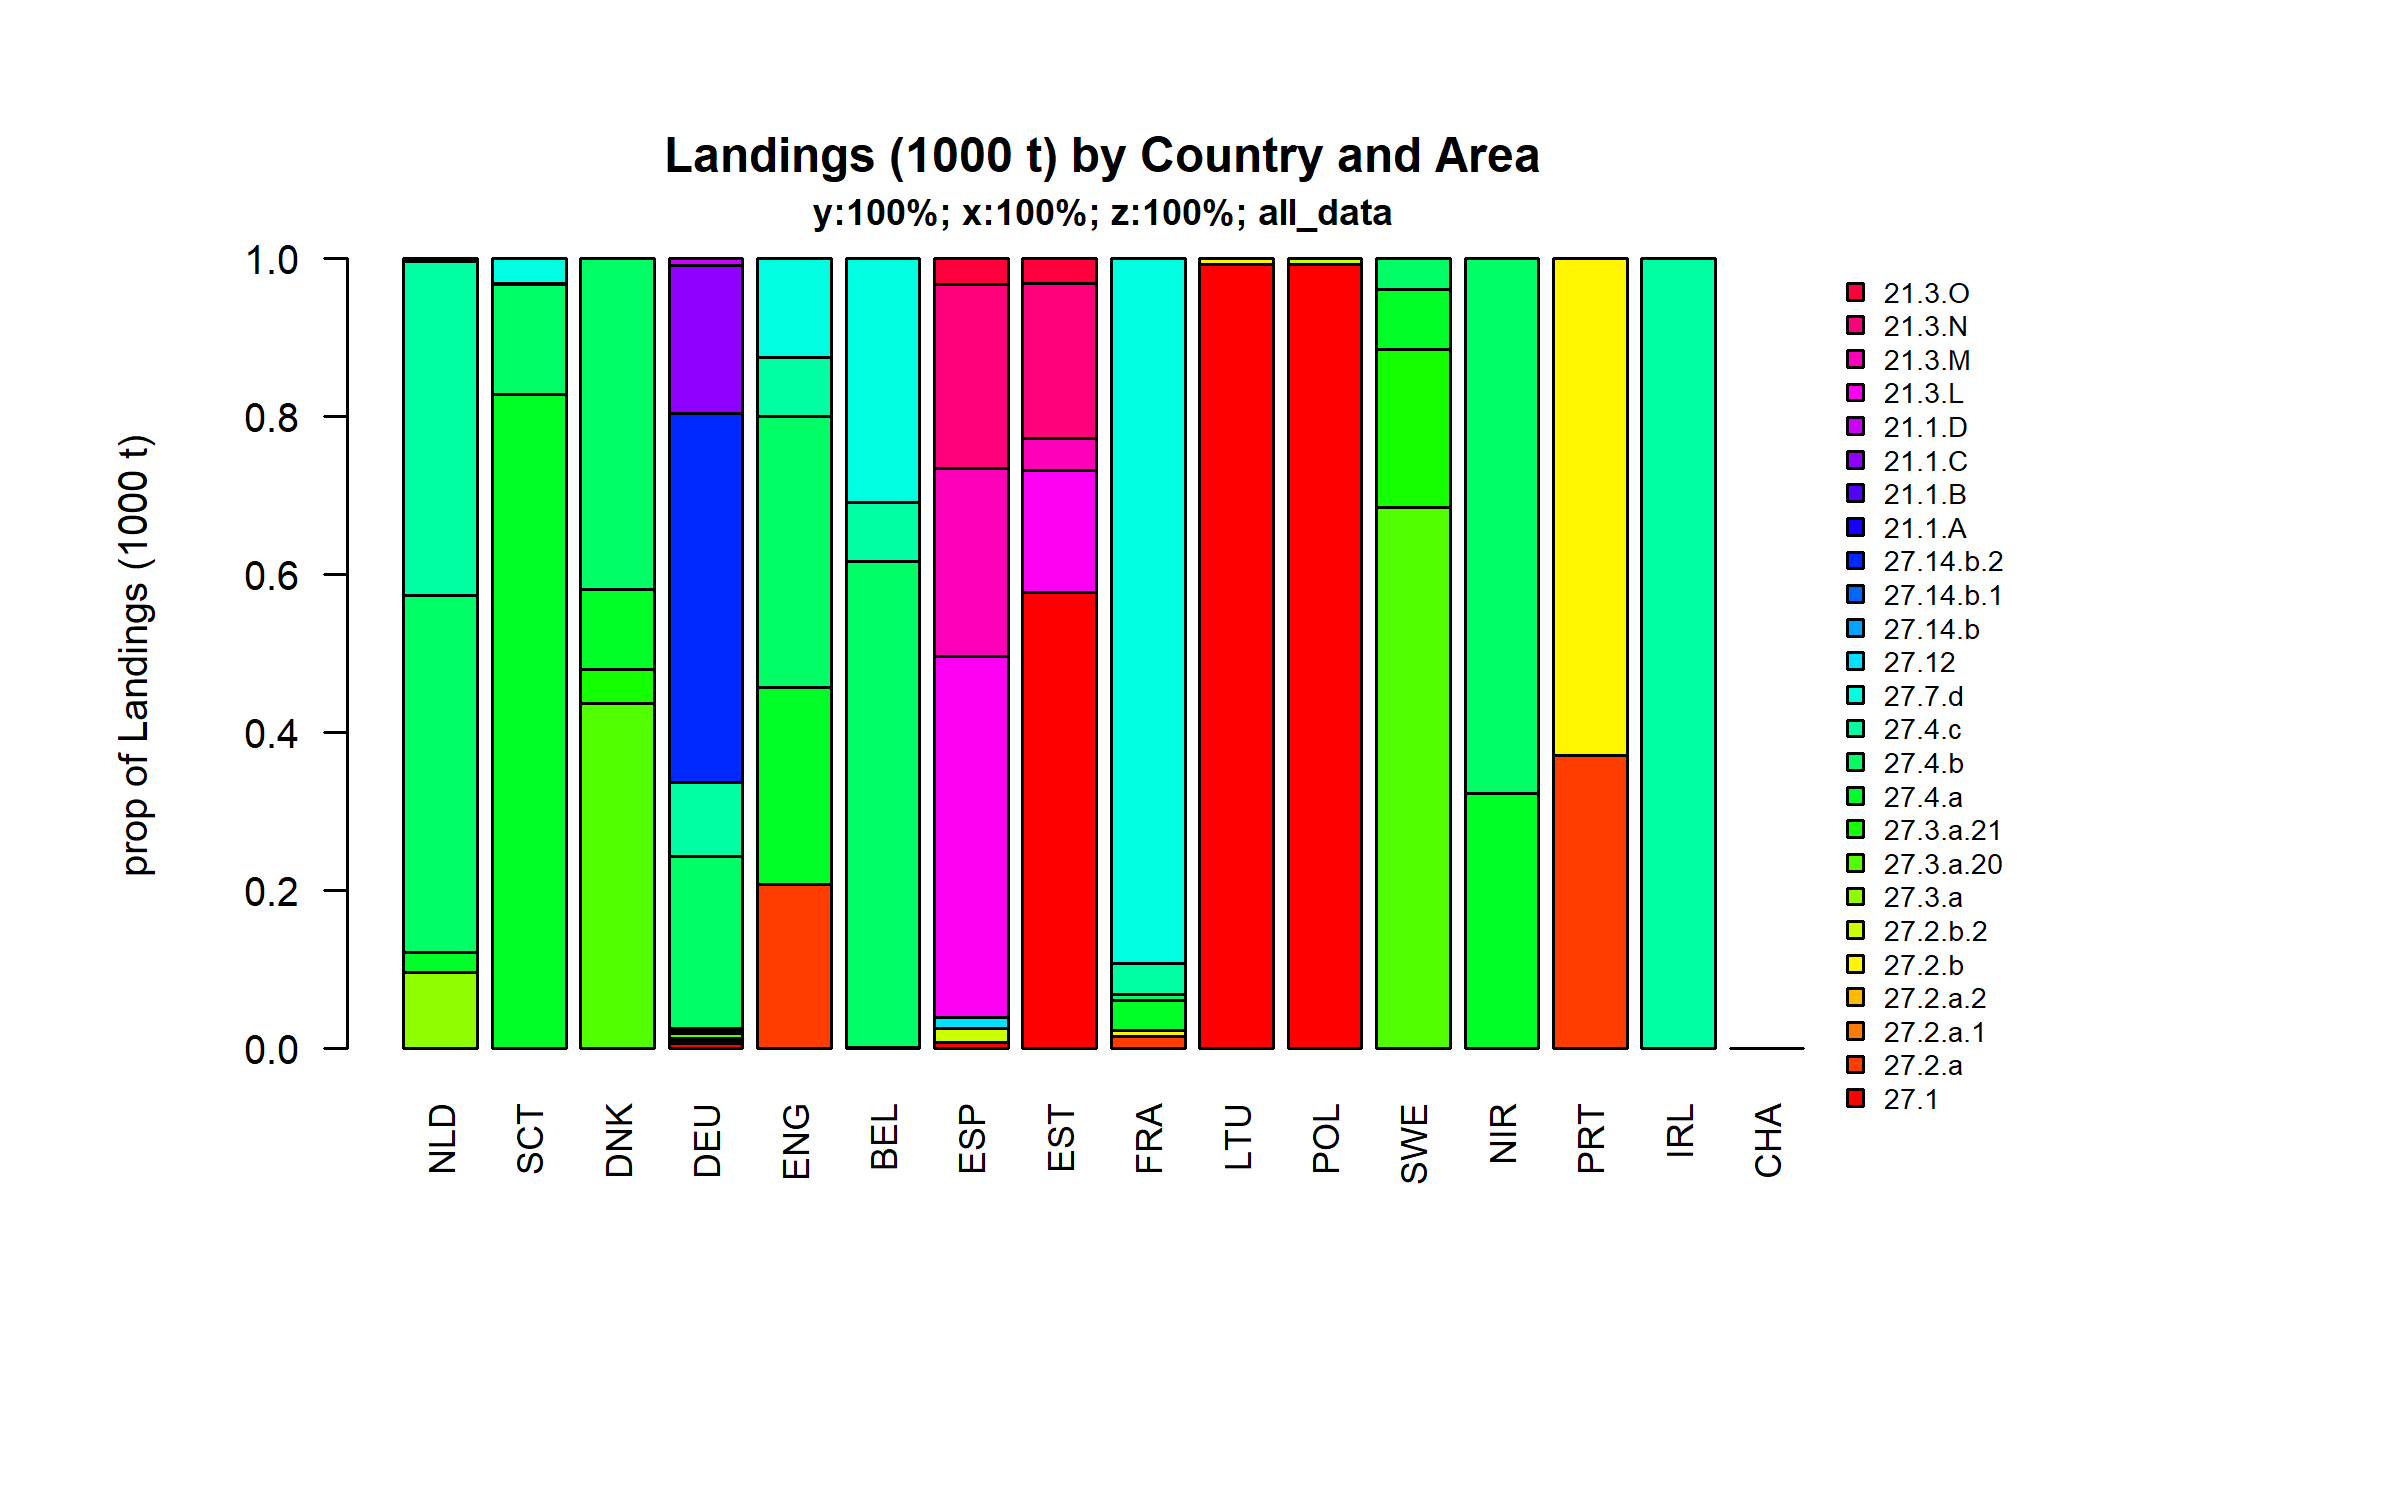 Landings (1000 t) by Country and Area
y:100%; x:100%; z:100%; all_data
prop of Landings (1000 t)
1.0
0.8
0.6
0.4
0.2
0.0
NLD
SCT
DNK
DEU
ENG
BEL
ESP
EST
FRA
LTU
POL
SWE
NIR
PRT
IRL
CHA
21.3.O
21.3.N
21.3.M
21.3.L
21.1.D
21.1.C
21.1.B
21.1.A
27.14.b.2
27.14.b.1
27.14.b
27.12
27.7.d
27.4.c
27.4.b
27.4.a
27.3.a.21
27.3.a.20
27.3.a
27.2.b.2
27.2.b
27.2.a.2
27.2.a.1
27.2.a
27.1